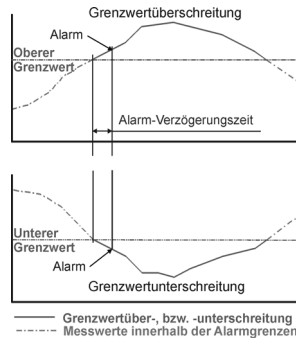 Grenzwertüberschreitung
Alarm
Oberer
Grenzwert
Alarm-Verzögerungszeit
Unterer
Grenzwert
Alarm
Grenzwertunterschreitung
Grenzwertüber-, bzw. -unterschreitung
Messwerte innerhalb der Alarmgrenzen